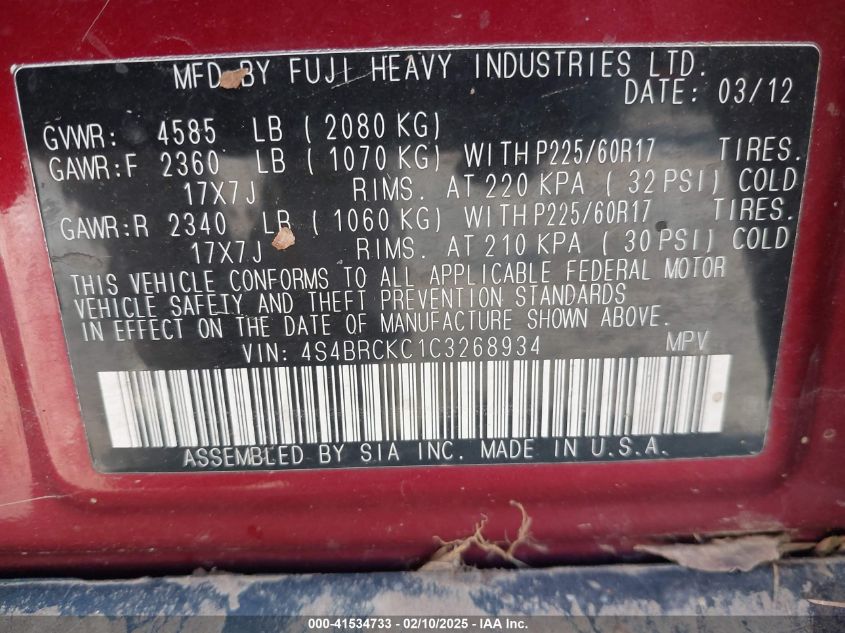 MFD BY FUJI HEAVY INDUSTRIES LTD.
DATE: 03/12
GVWR: 4585 LB (2080 KG)
GAWR:F 2360 LB (1070 KG) WITH P225/60R17 TIRES.
17X7J RIMS. AT 220 KPA (32 PSI) COLD
GAWR:R 2340 LB (1060 KG) WITH P225/60R17 TIRES.
17X7J RIMS. AT 210 KPA (30 PSI) COLD
THIS VEHICLE CONFORMS TO ALL APPLICABLE FEDERAL MOTOR
VEHICLE SAFETY AND THEFT PREVENTION STANDARDS
IN EFFECT ON THE DATE OF MANUFACTURE SHOWN ABOVE.
VIN: 4S4BRCKC1C3268934 MPV
ASSEMBLED BY SIA INC. MADE IN U.S.A.
000-41534733 - 02/10/2025 - IAAI Inc.